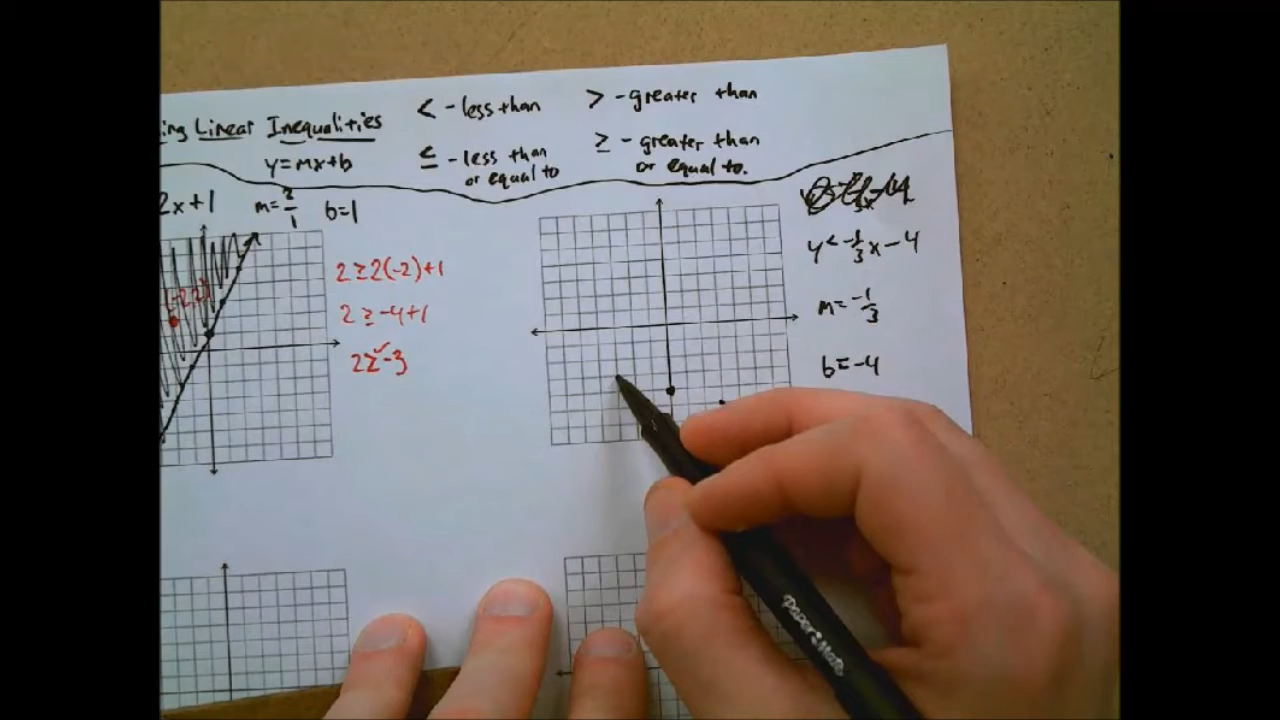 ing Linear Inequalities
y=mx+b
< - less than
> - greater than
≤ - less than
or equal to
≥ - greater than
or equal to.
2x+1
m=2/1
b=1
(-2,2)
2≥2(-2)+1
2≥-4+1
2≥-3
y<-1/3x-4
m=-1/3
b=-4
Paper Mate